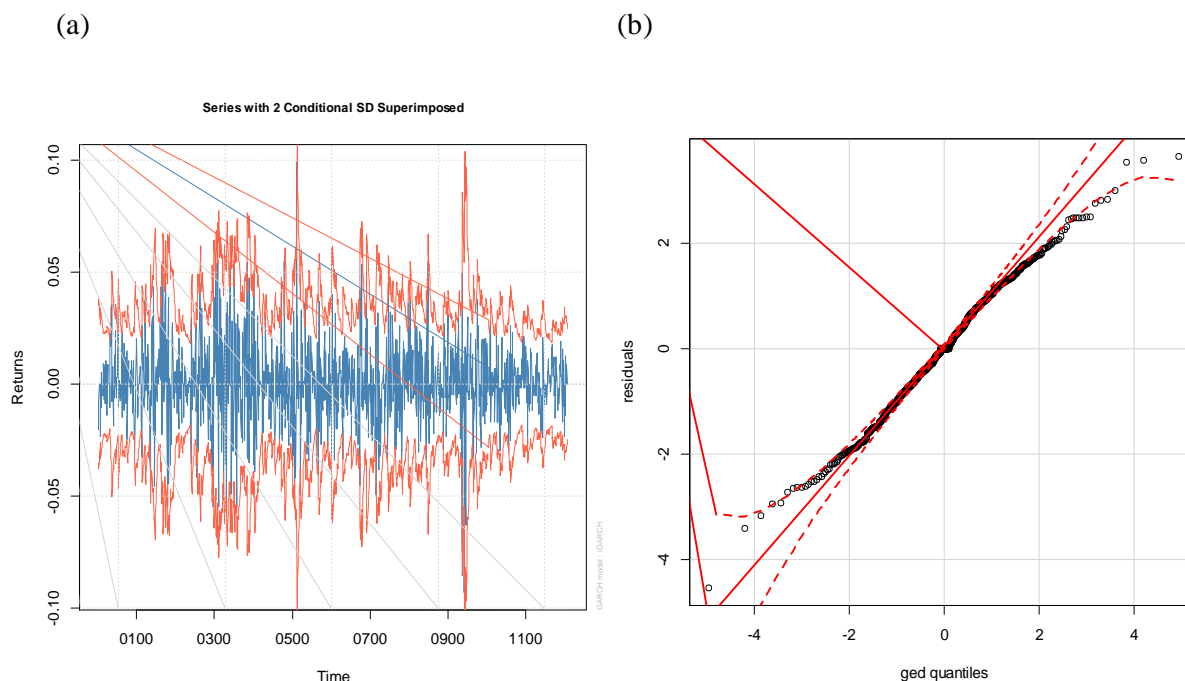 (a)
(b)
Series with 2 Conditional SD Superimposed
Returns
0.10
0.05
0.00
-0.05
-0.10
0100 0300 0500 0700 0900 1100
Time
GARCH model : iGARCH
residuals
2
0
-2
-4
-4 -2 0 2 4
ged quantiles